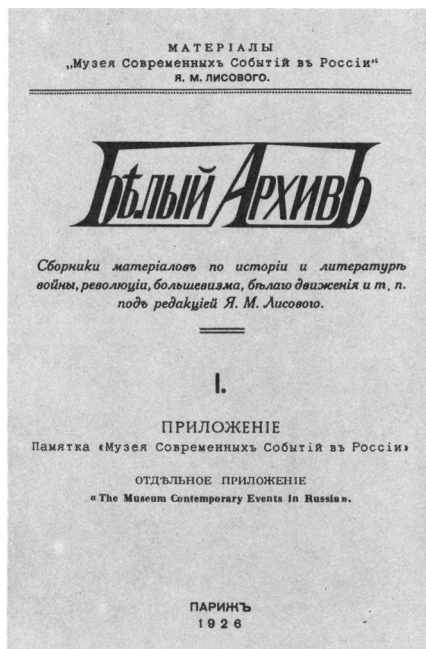 МАТЕРІАЛЫ
„Музея Современныхъ Событій въ Россіи“
Я. М. ЛИСОВОГО.
БѢЛЫЙ АРХИВЪ
Сборники матеріаловъ по исторіи и литературѣ
войны, революціи, большевизма, бѣлаго движенія и т. п.
подъ редакціей Я. М. Лисового.
I.
ПРИЛОЖЕНІЕ
Памятка «Музея Современныхъ Событій въ Россіи»
ОТДѢЛЬНОЕ ПРИЛОЖЕНІЕ
«The Museum Contemporary Events in Russia».
ПАРИЖЪ
1926